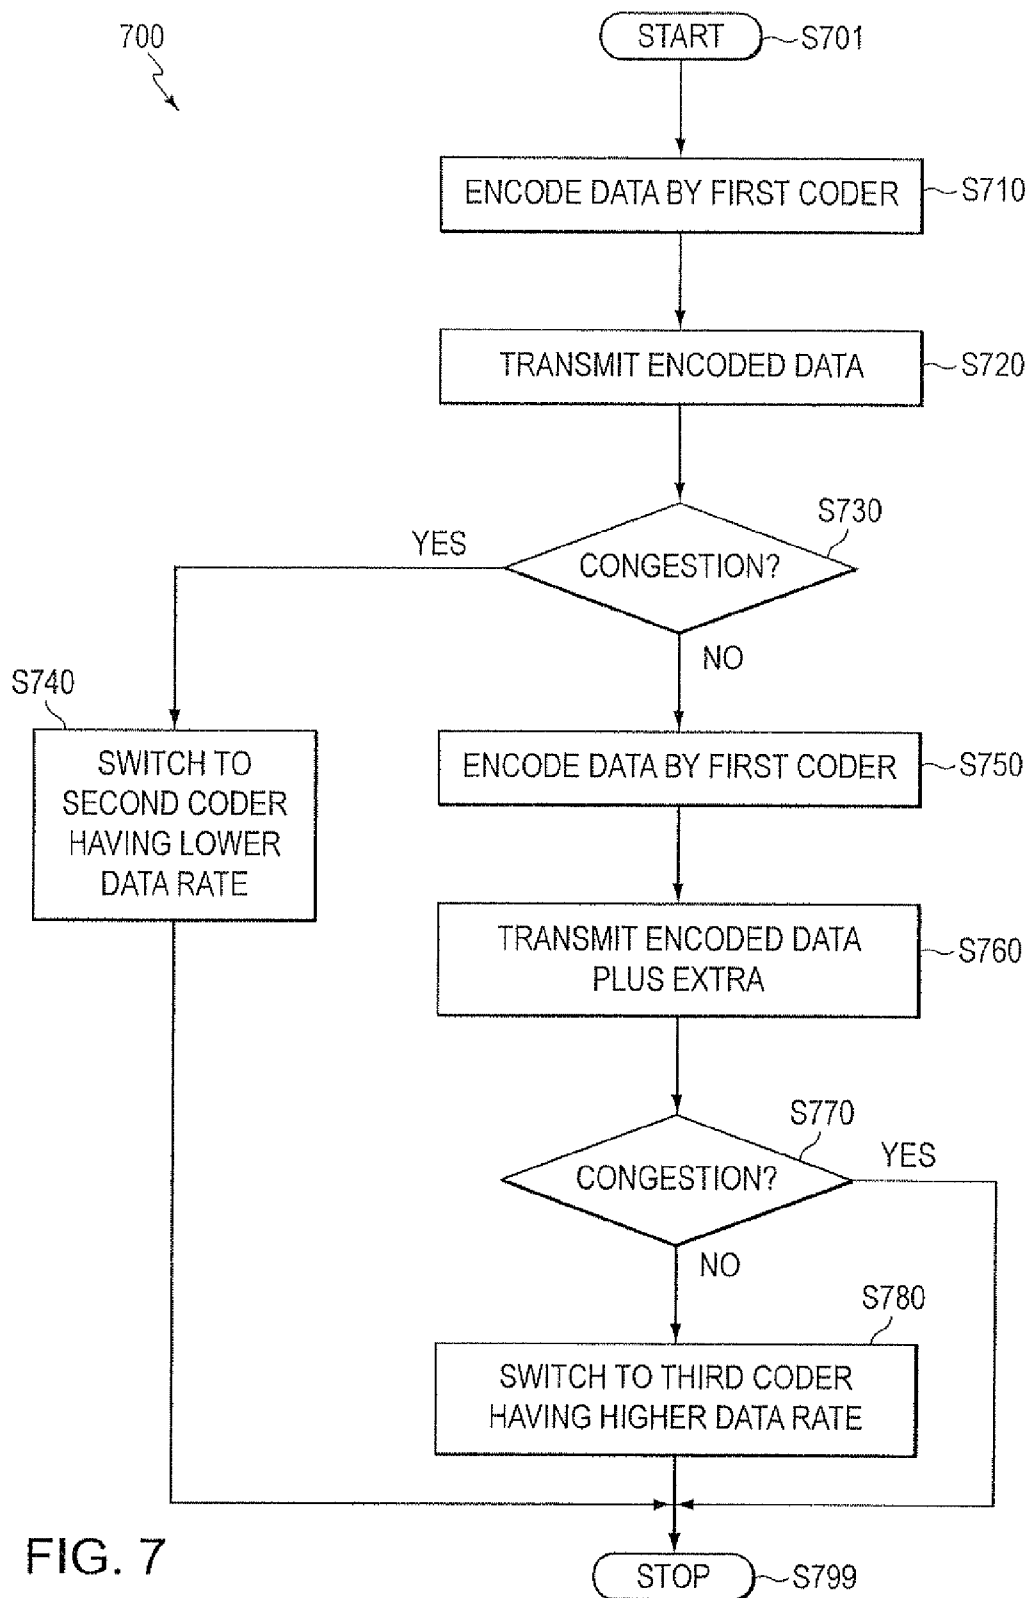 700
START
S701
ENCODE DATA BY FIRST CODER
S710
TRANSMIT ENCODED DATA
S720
S730
CONGESTION?
YES
NO
S740
SWITCH TO
SECOND CODER
HAVING LOWER
DATA RATE
ENCODE DATA BY FIRST CODER
S750
TRANSMIT ENCODED DATA
PLUS EXTRA
S760
S770
CONGESTION?
YES
NO
S780
SWITCH TO THIRD CODER
HAVING HIGHER DATA RATE
STOP
S799
FIG. 7